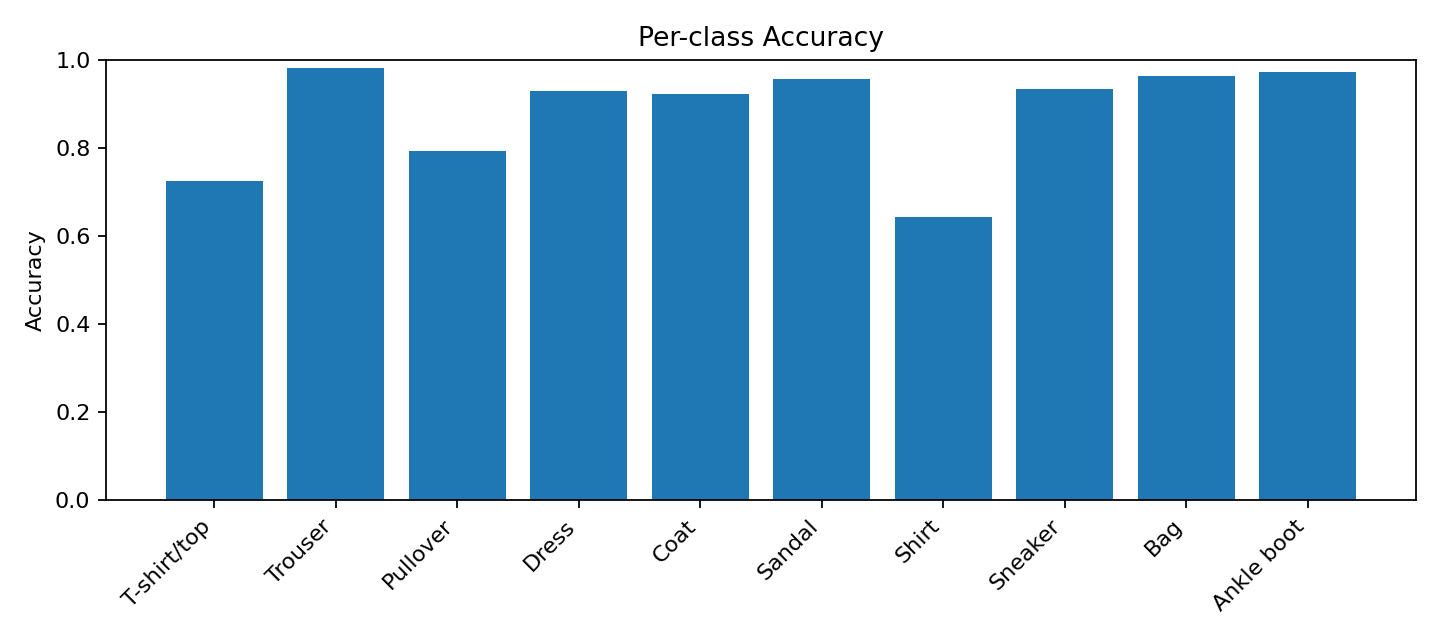 Per-class Accuracy
Accuracy
1.0
0.8
0.6
0.4
0.2
0.0
T-shirt/top
Trouser
Pullover
Dress
Coat
Sandal
Shirt
Sneaker
Bag
Ankle boot